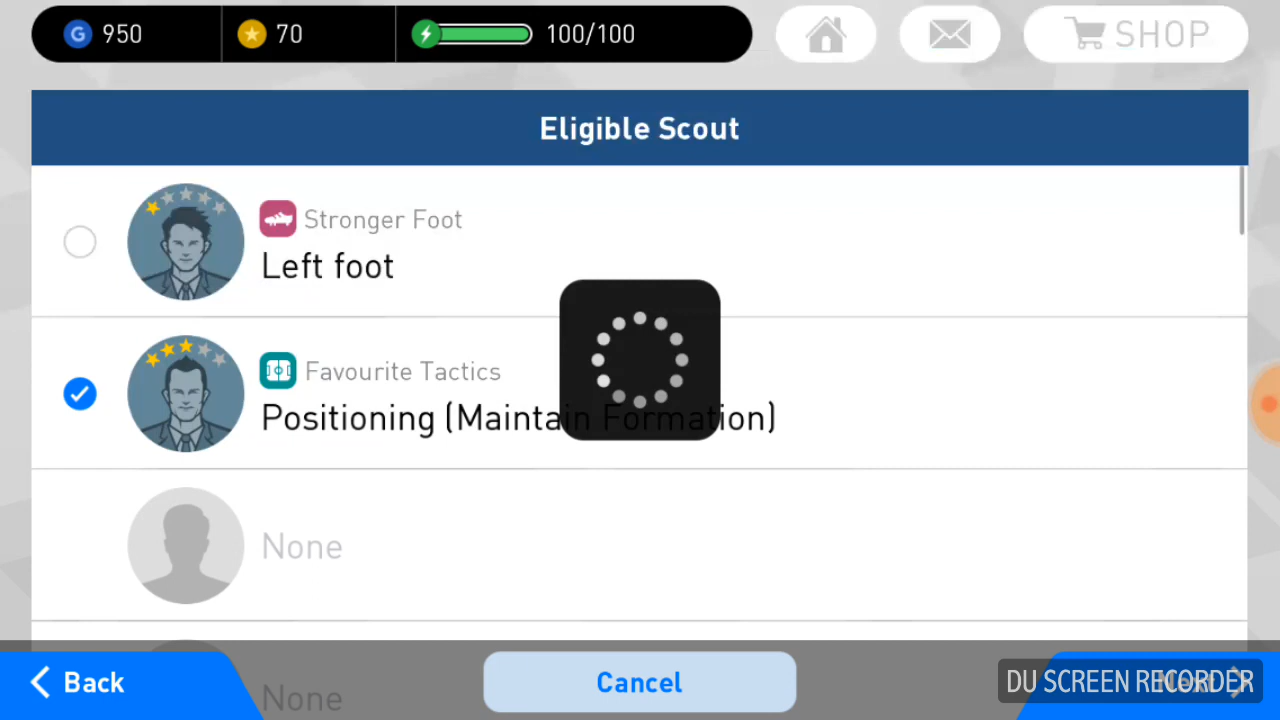 G 950
70
100/100
SHOP
Eligible Scout
Stronger Foot
Left foot
Favourite Tactics
Positioning (Maintain Formation)
None
None
Back
Cancel
Next
DU SCREEN RECORDER